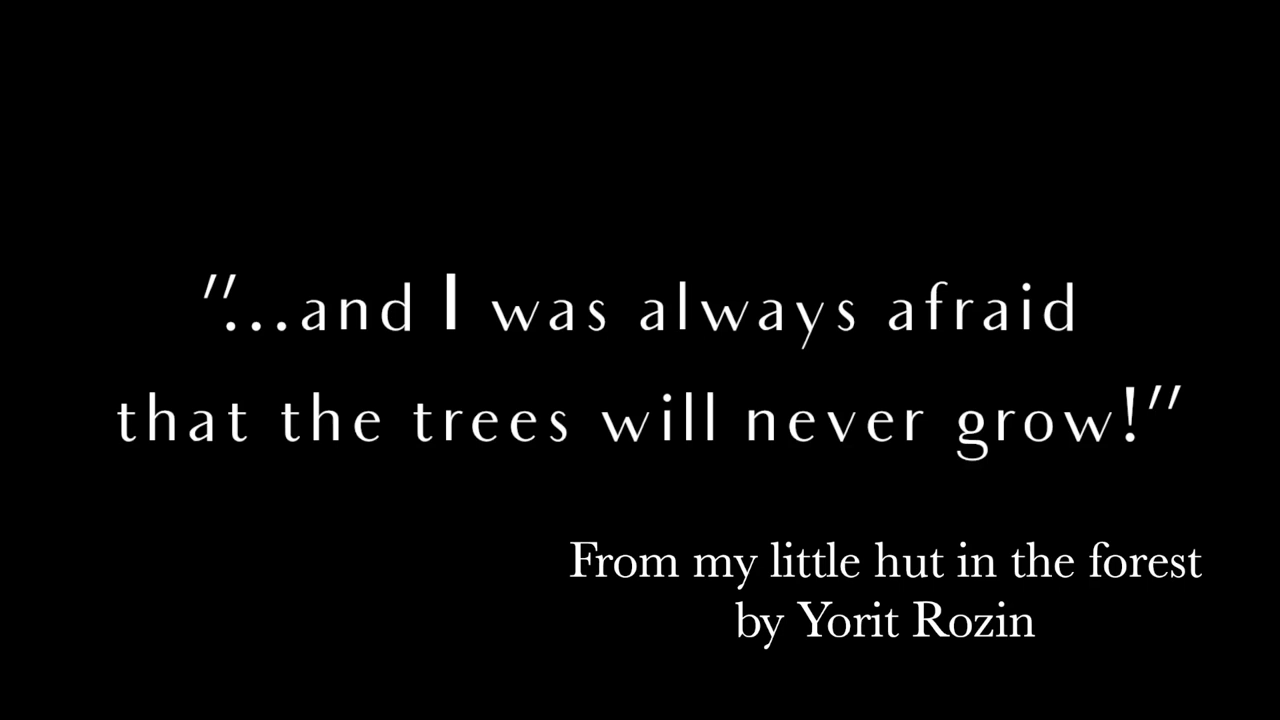 "...and I was always afraid
that the trees will never grow!"
From my little hut in the forest
by Yorit Rozin